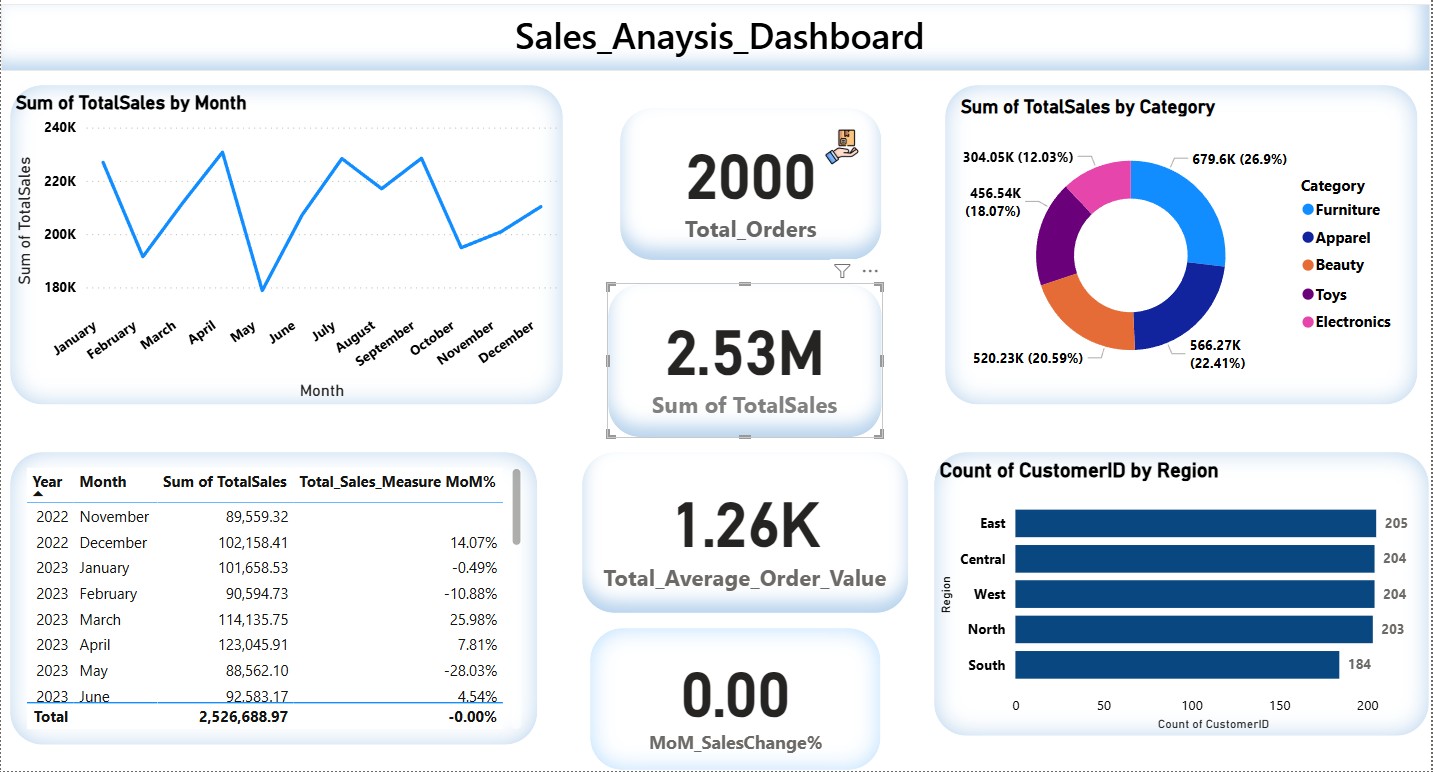 Sales_Anaysis_Dashboard
Sum of TotalSales by Month
Sum of TotalSales
240K
220K
200K
180K
January
February
March
April
May
June
July
August
September
October
November
December
Month
2000
Total_Orders
2.53M
Sum of TotalSales
1.26K
Total_Average_Order_Value
0.00
MoM_SalesChange%
Sum of TotalSales by Category
304.05K (12.03%)
679.6K (26.9%)
456.54K
(18.07%)
520.23K (20.59%)
566.27K
(22.41%)
Category
Furniture
Apparel
Beauty
Toys
Electronics
Year Month Sum of TotalSales Total_Sales_Measure MoM%
2022 November 89,559.32
2022 December 102,158.41 14.07%
2023 January 101,658.53 -0.49%
2023 February 90,594.73 -10.88%
2023 March 114,135.75 25.98%
2023 April 123,045.91 7.81%
2023 May 88,562.10 -28.03%
2023 June 92,583.17 4.54%
Total 2,526,688.97 -0.00%
Count of CustomerID by Region
Region
East 205
Central 204
West 204
North 203
South 184
0 50 100 150 200
Count of CustomerID